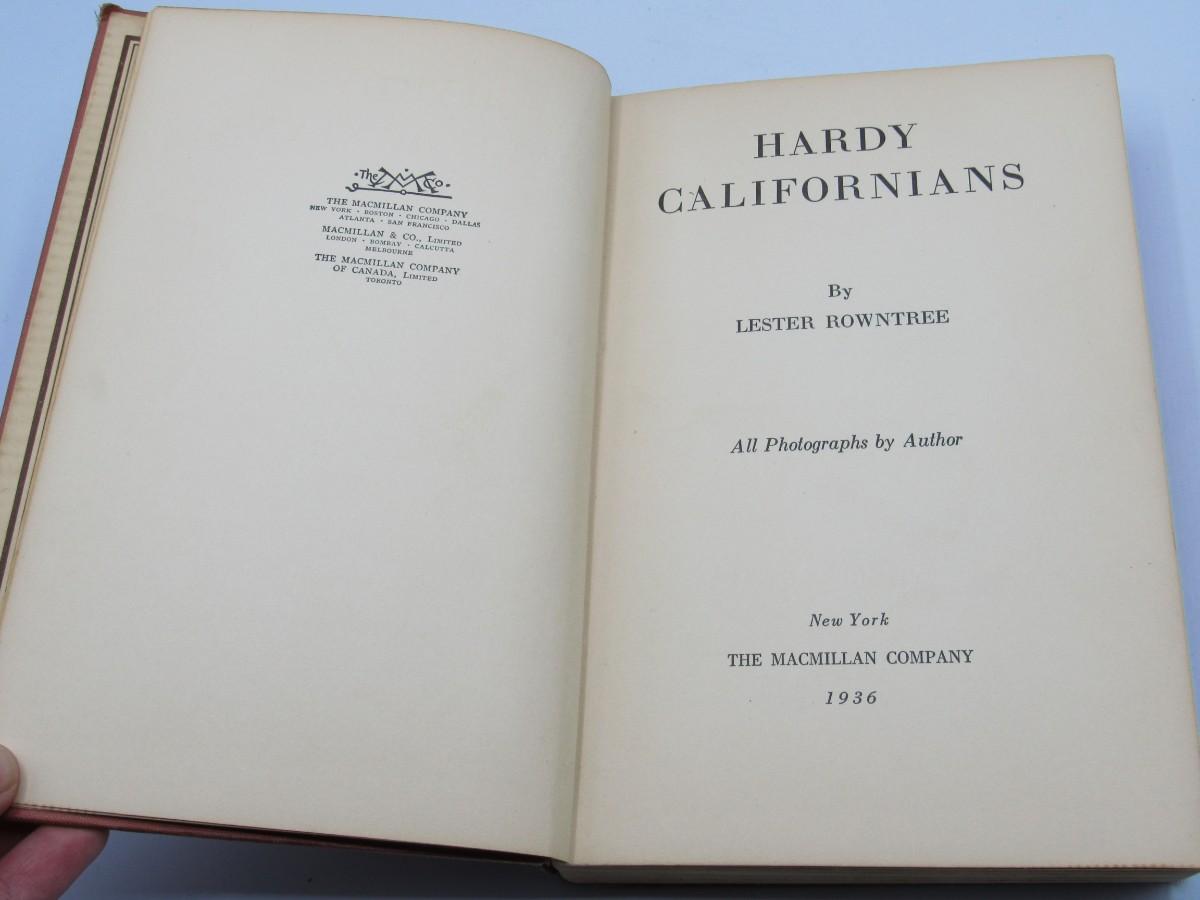 The MM Co.
THE MACMILLAN COMPANY
NEW YORK · BOSTON · CHICAGO · DALLAS
ATLANTA · SAN FRANCISCO
MACMILLAN & CO., LIMITED
LONDON · BOMBAY · CALCUTTA
MELBOURNE
THE MACMILLAN COMPANY
OF CANADA, LIMITED
TORONTO
HARDY
CALIFORNIANS
By
LESTER ROWNTREE
All Photographs by Author
New York
THE MACMILLAN COMPANY
1936